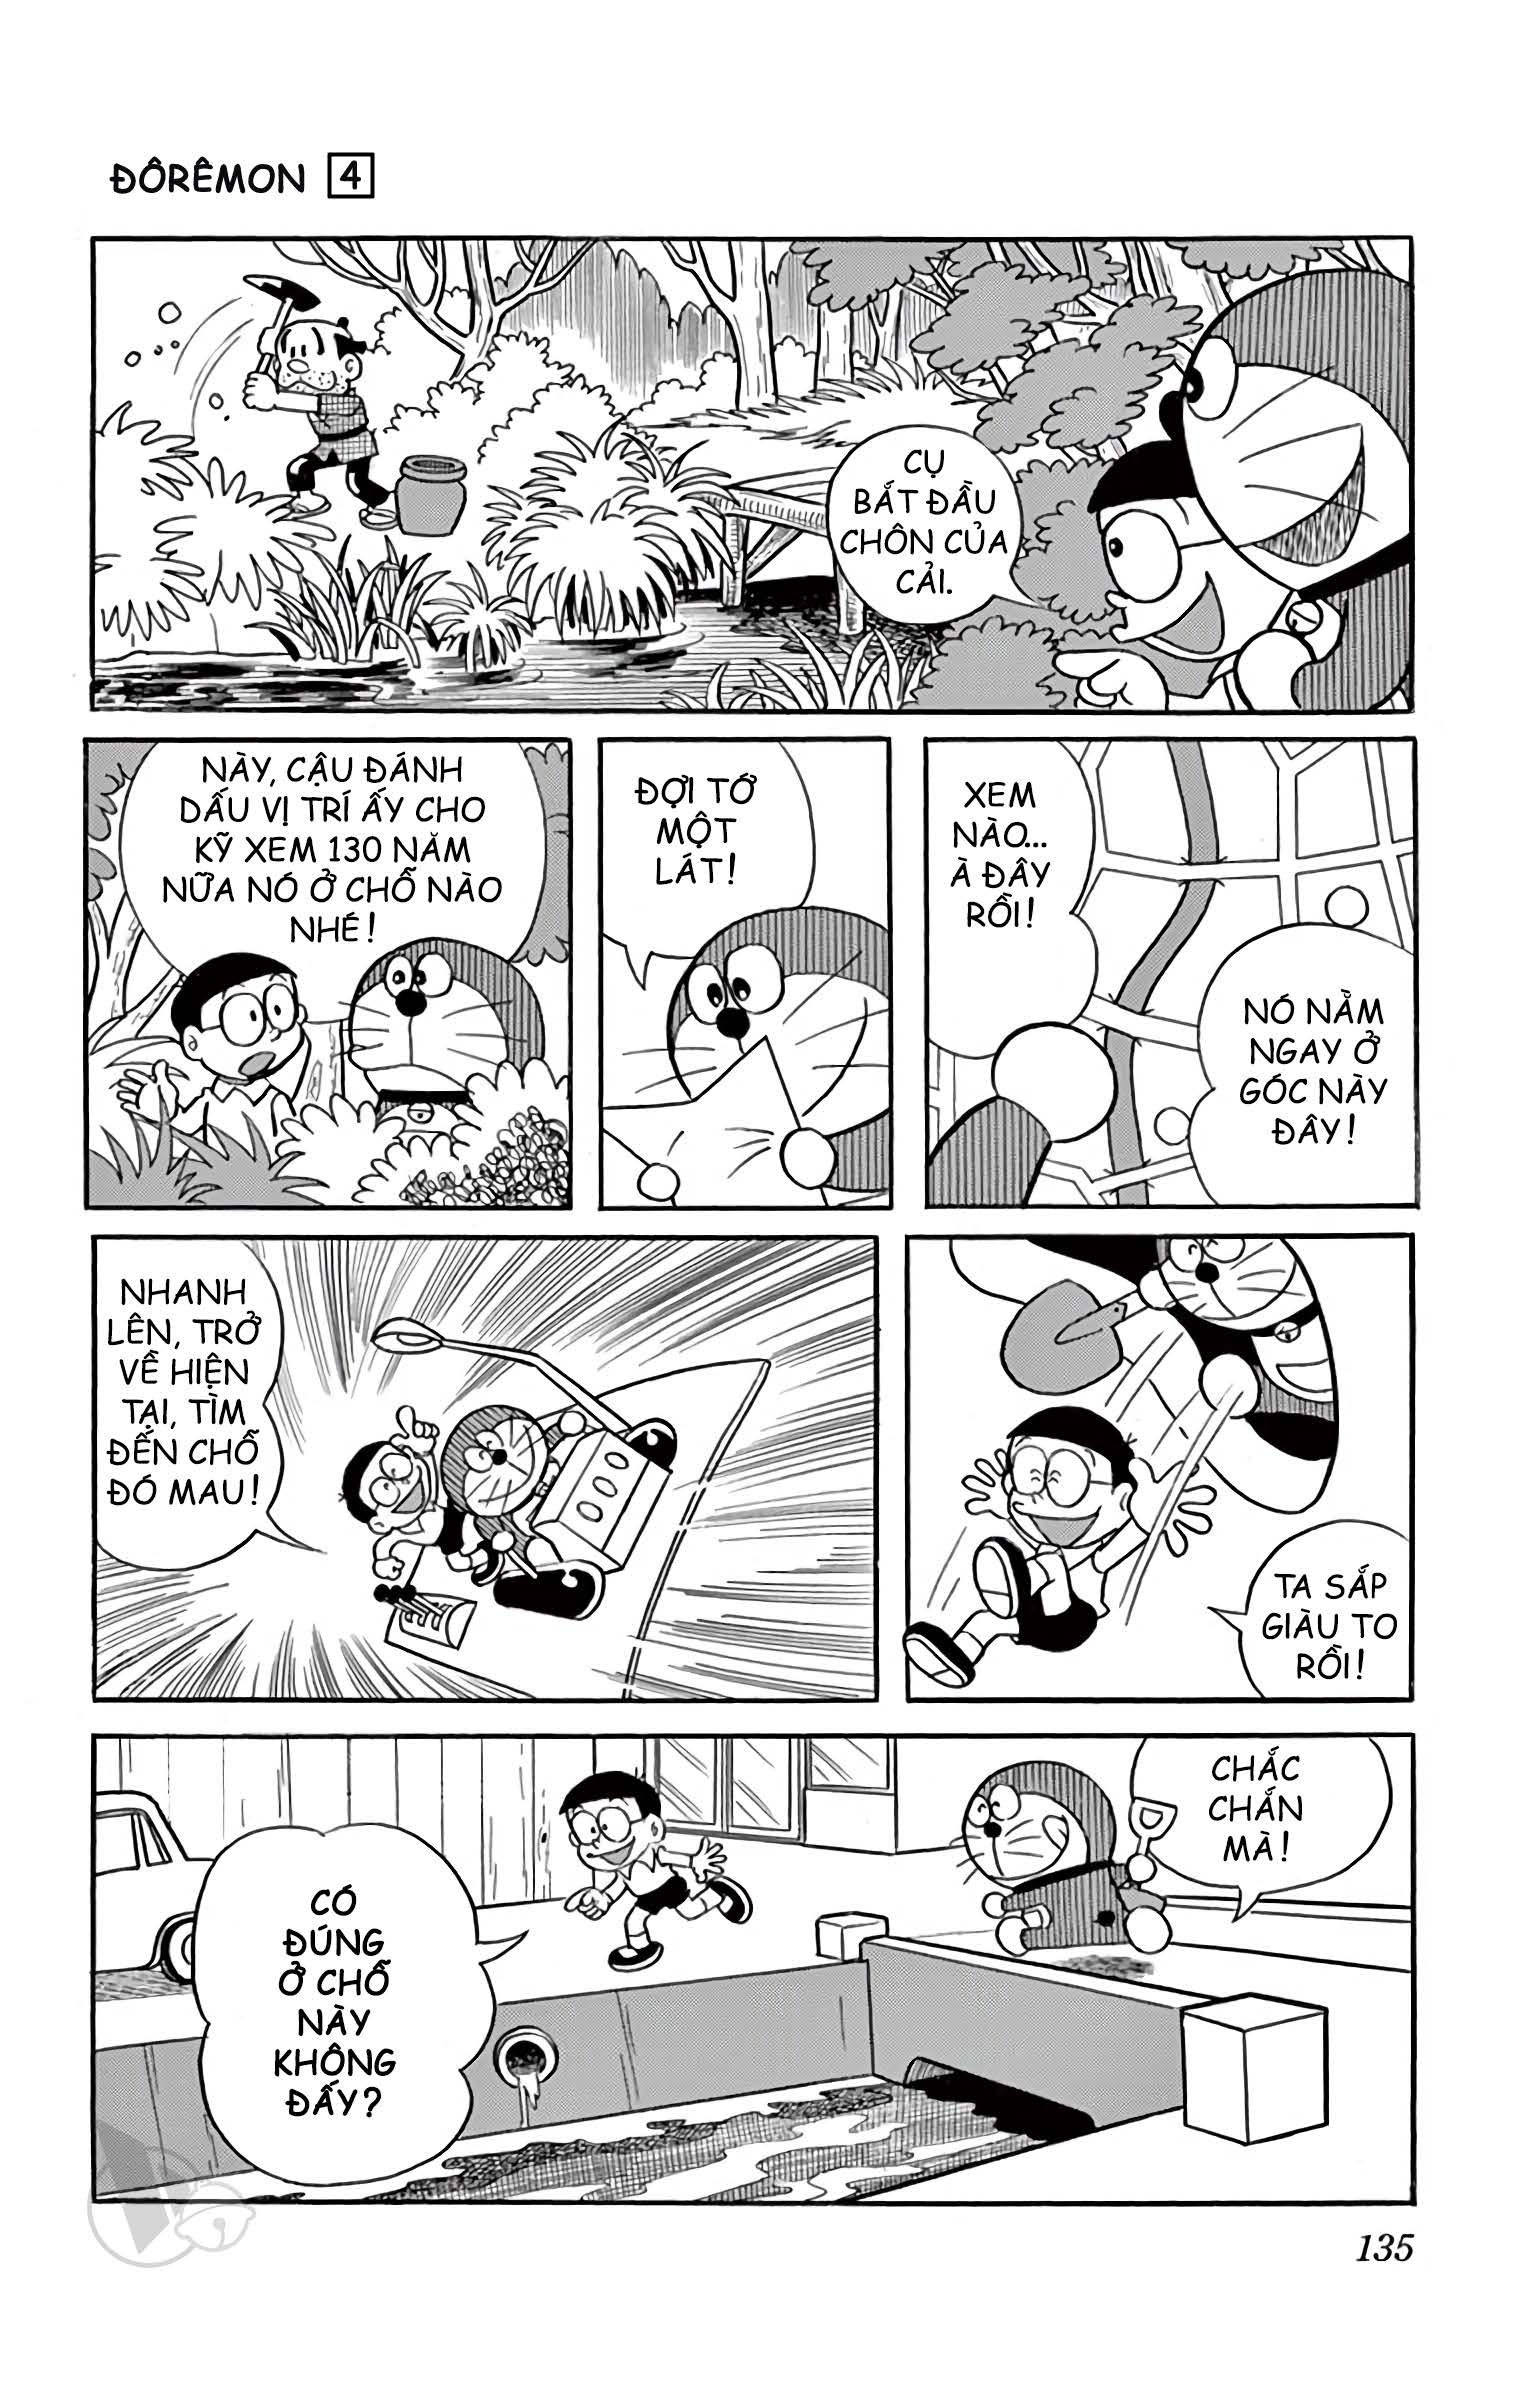 ĐÔRÊMON 4
CỤ
BẮT ĐẦU
CHÔN CỦA
CẢI.
NÀY, CẬU ĐÁNH
DẤU VỊ TRÍ ẤY CHO
KỸ XEM 130 NĂM
NỮA NÓ Ở CHỖ NÀO
NHÉ!
ĐỢI TỚ
MỘT
LÁT!
XEM
NÀO...
À ĐÂY
RỒI!
NÓ NẰM
NGAY Ở
GÓC NÀY
ĐÂY!
NHANH
LÊN, TRỞ
VỀ HIỆN
TẠI, TÌM
ĐẾN CHỖ
ĐÓ MAU!
TA SẮP
GIÀU TO
RỒI!
CÓ
ĐÚNG
Ở CHỖ
NÀY
KHÔNG
ĐẤY?
CHẮC
CHẮN
MÀ!
135